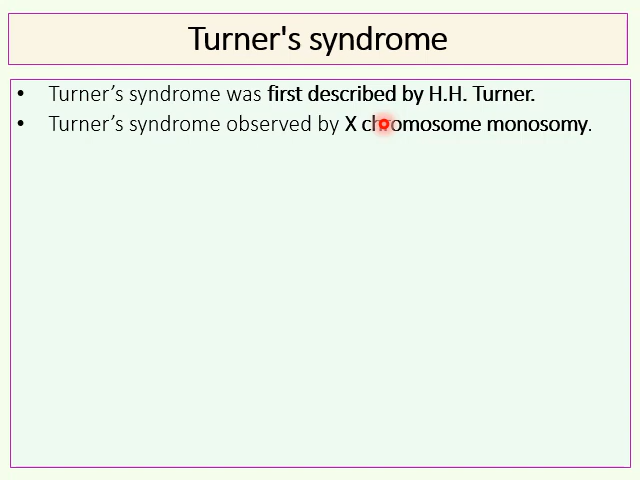 Turner's syndrome
• Turner’s syndrome was first described by H.H. Turner.
• Turner’s syndrome observed by X chromosome monosomy.